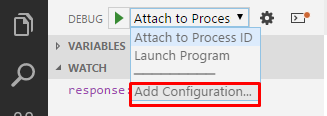 DEBUG Attach to Proces
Attach to Process ID
VARIABLES
Launch Program
WATCH
response:
Add Configuration...